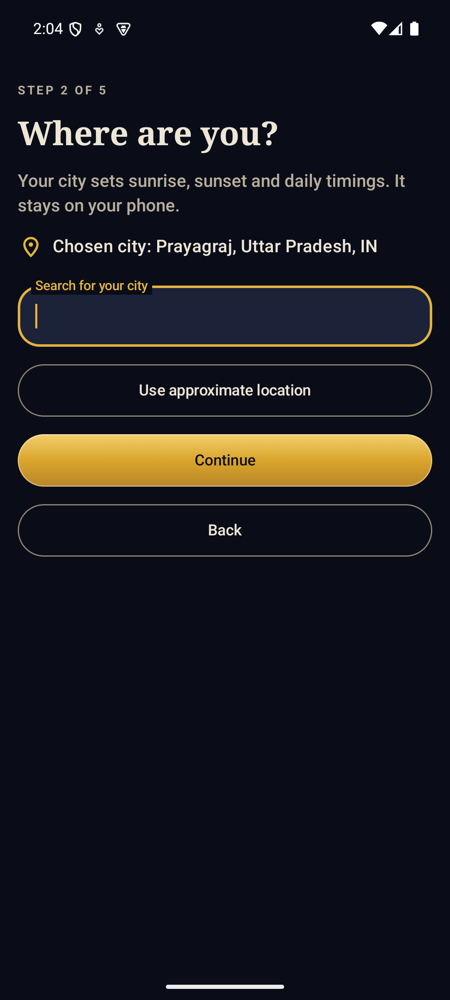 2:04
STEP 2 OF 5
Where are you?
Your city sets sunrise, sunset and daily timings. It
stays on your phone.
Chosen city: Prayagraj, Uttar Pradesh, IN
Search for your city
Use approximate location
Continue
Back